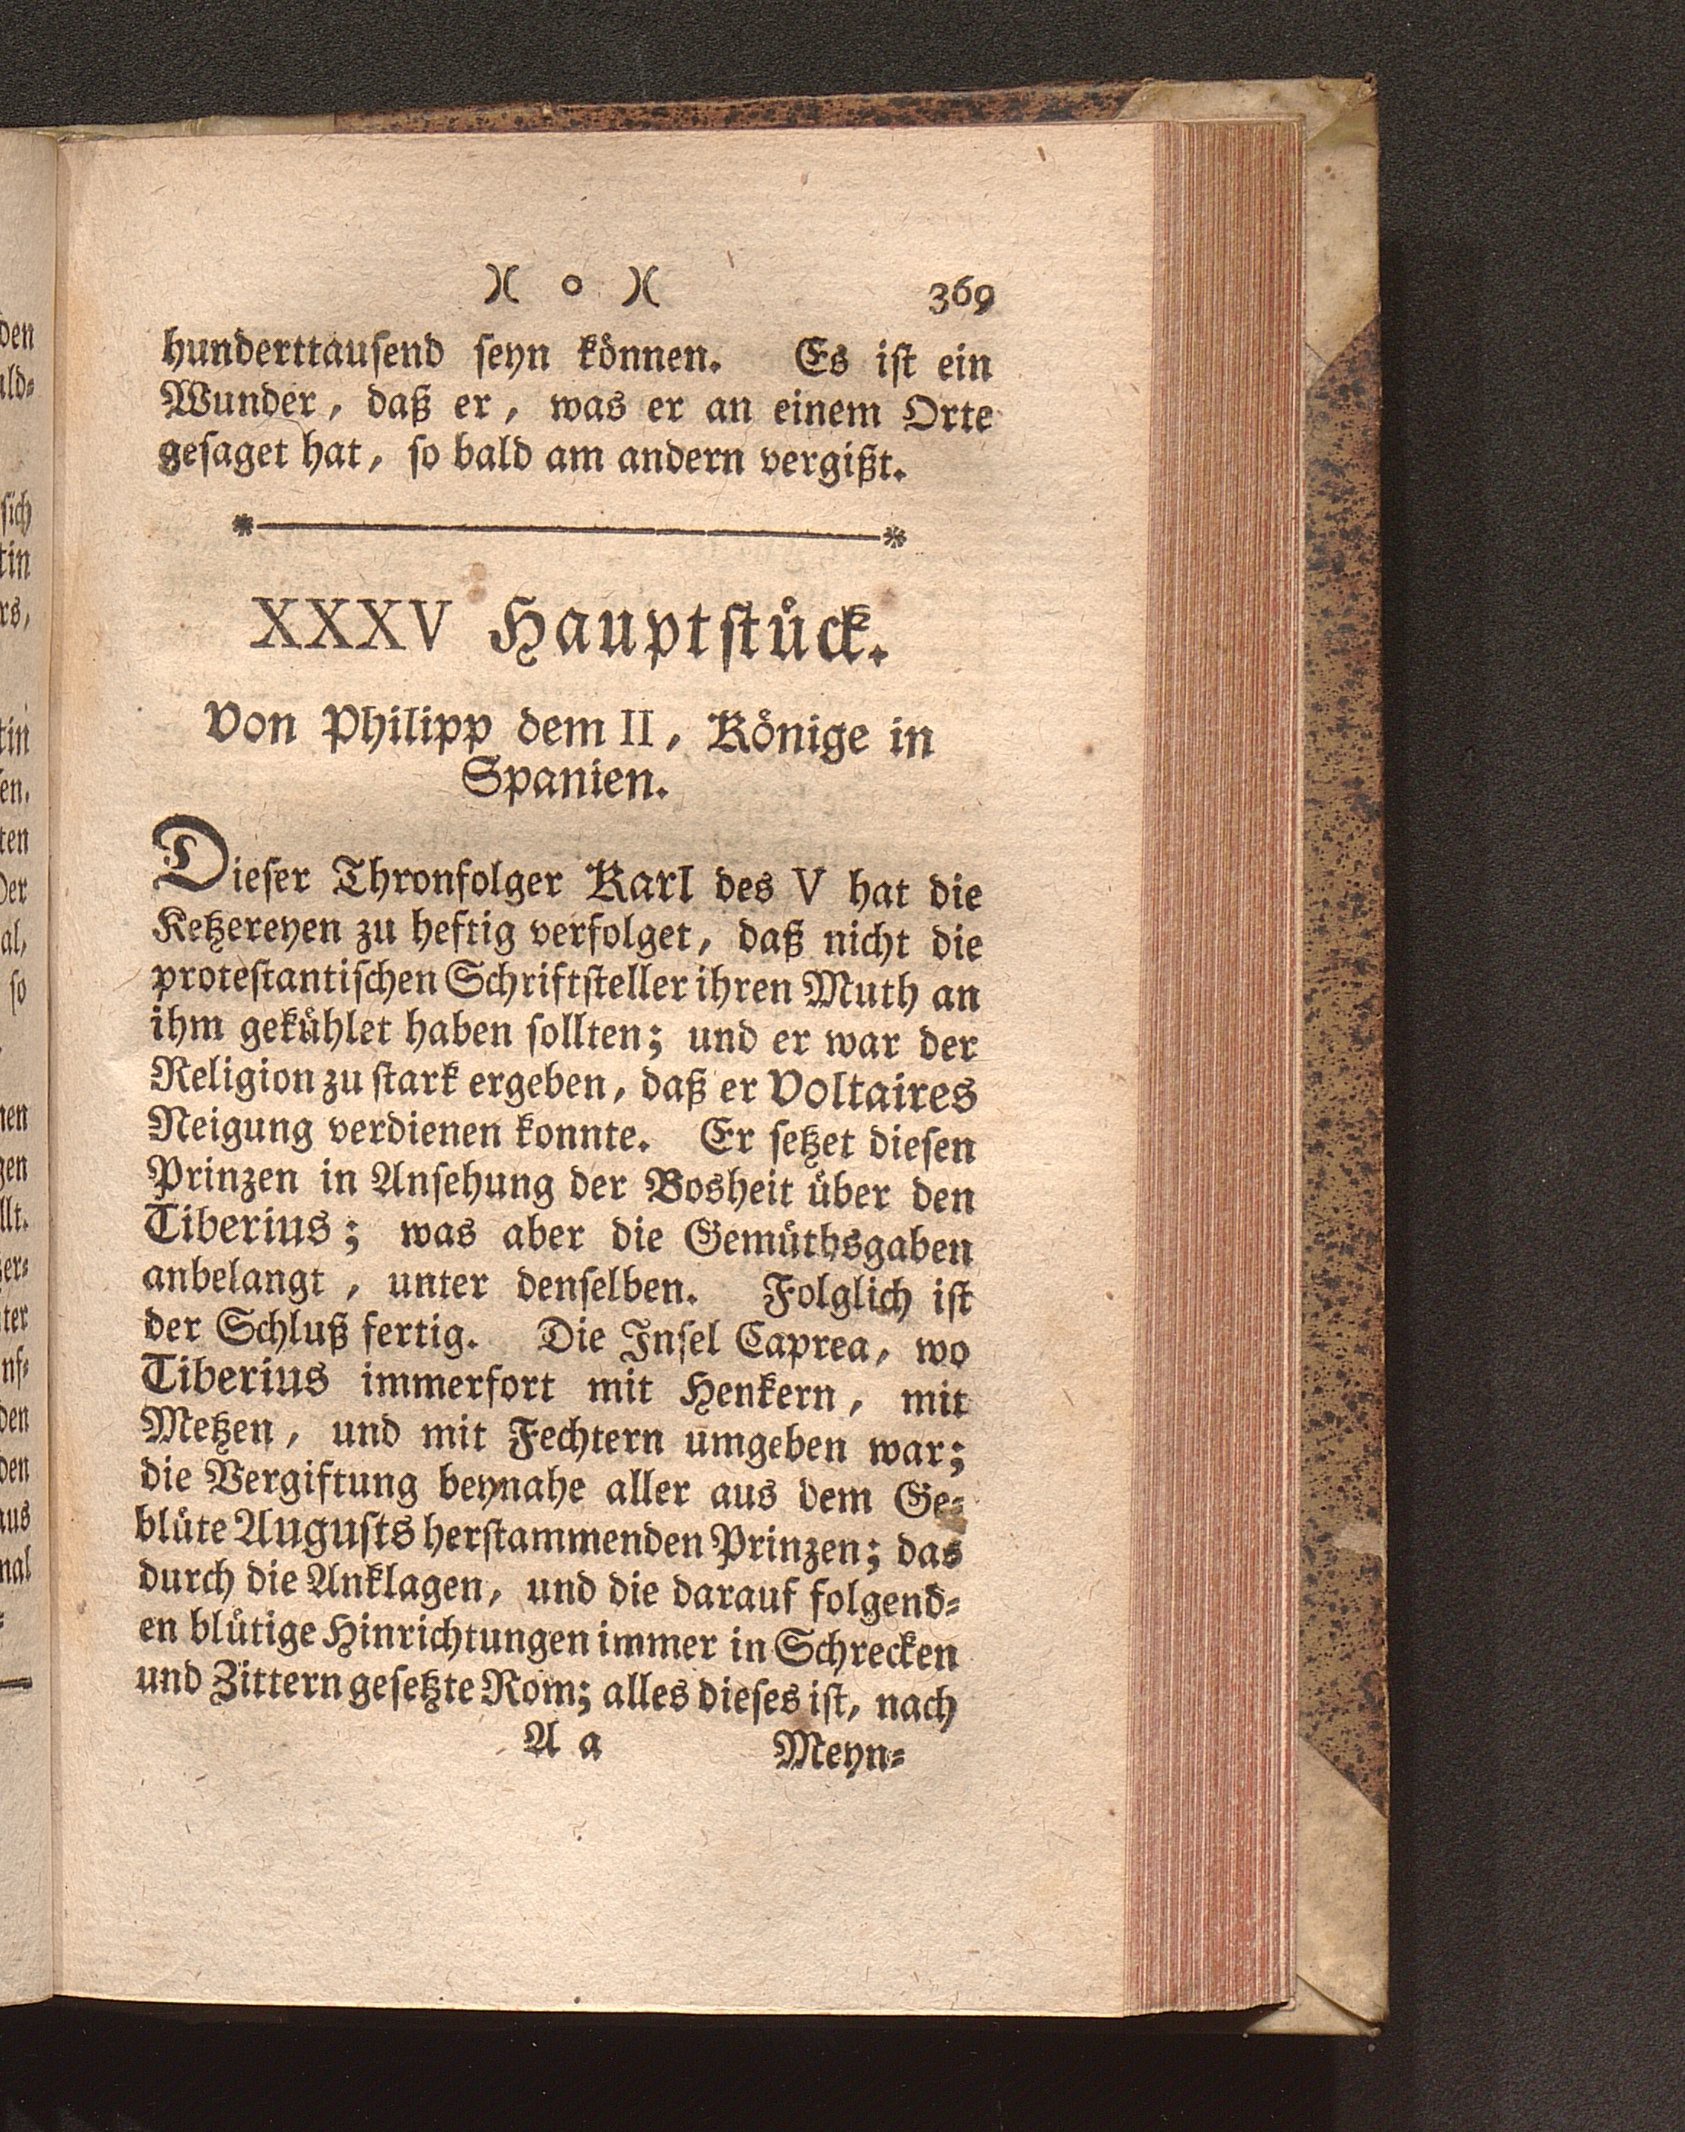 )( o )( 369
hunderttausend seyn können. Es ist ein
Wunder, daß er, was er an einem Orte
gesaget hat, so bald am andern vergißt.
XXXV Hauptstück.
Von Philipp dem II, Könige in
Spanien.
Dieser Thronfolger Karl des V hat die
Ketzereyen zu heftig verfolget, daß nicht die
protestantischen Schriftsteller ihren Muth an
ihm gekühlet haben sollten; und er war der
Religion zu stark ergeben, daß er Voltaires
Neigung verdienen konnte. Er setzet diesen
Prinzen in Ansehung der Bosheit über den
Tiberius; was aber die Gemüthsgaben
anbelangt, unter denselben. Folglich ist
der Schluß fertig. Die Insel Caprea, wo
Tiberius immerfort mit Henkern, mit
Metzen, und mit Fechtern umgeben war;
die Vergiftung beynahe aller aus dem Ge-
blüte Augusts herstammenden Prinzen; das
durch die Anklagen, und die darauf folgend-
en blütige Hinrichtungen immer in Schrecken
und Zittern gesetzte Rom; alles dieses ist, nach
A a Meyn-